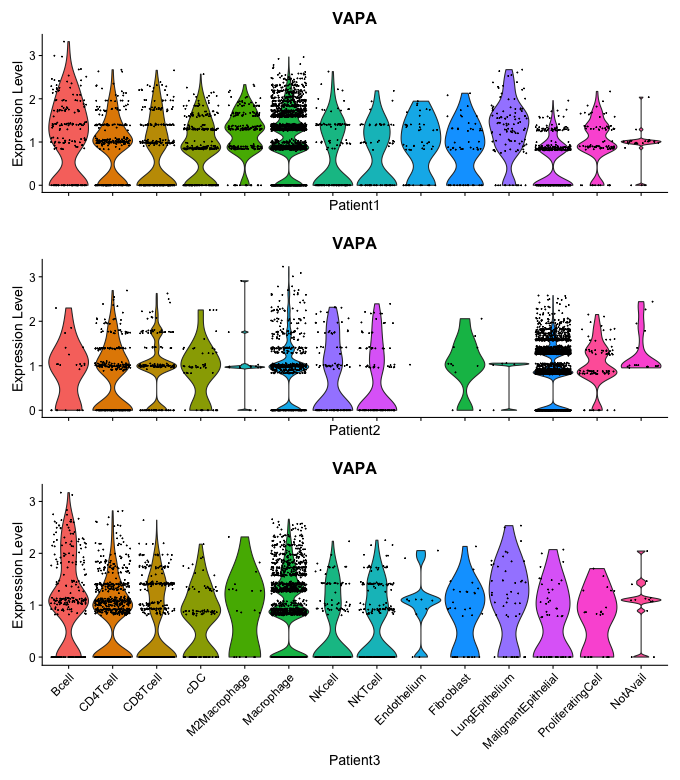 VAPA
Expression Level
3
2
1
0
Patient1
VAPA
Expression Level
3
2
1
0
Patient2
VAPA
Expression Level
3
2
1
0
Bcell
CD4Tcell
CD8Tcell
cDC
M2Macrophage
Macrophage
NKcell
NKTcell
Endothelium
Fibroblast
LungEpithelium
MalignantEpithelial
ProliferatingCell
NotAvail
Patient3